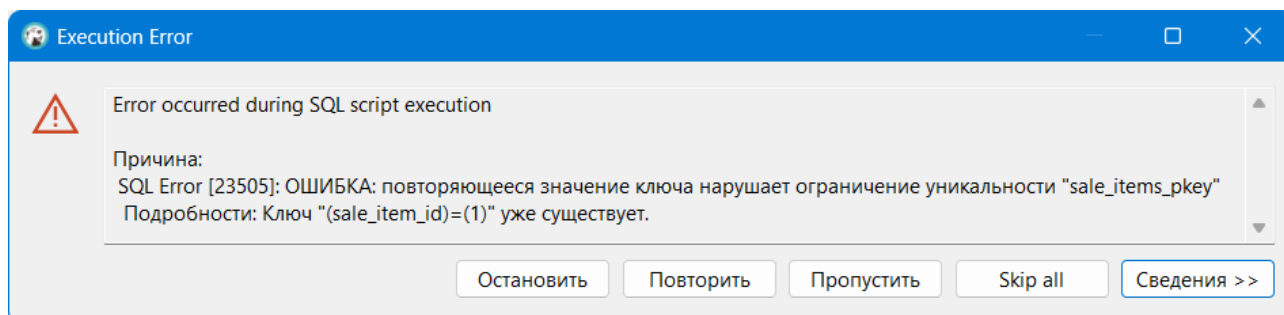 Execution Error
Error occurred during SQL script execution
Причина:
SQL Error [23505]: ОШИБКА: повторяющееся значение ключа нарушает ограничение уникальности "sale_items_pkey"
Подробности: Ключ "(sale_item_id)=(1)" уже существует.
Остановить
Повторить
Пропустить
Skip all
Сведения >>